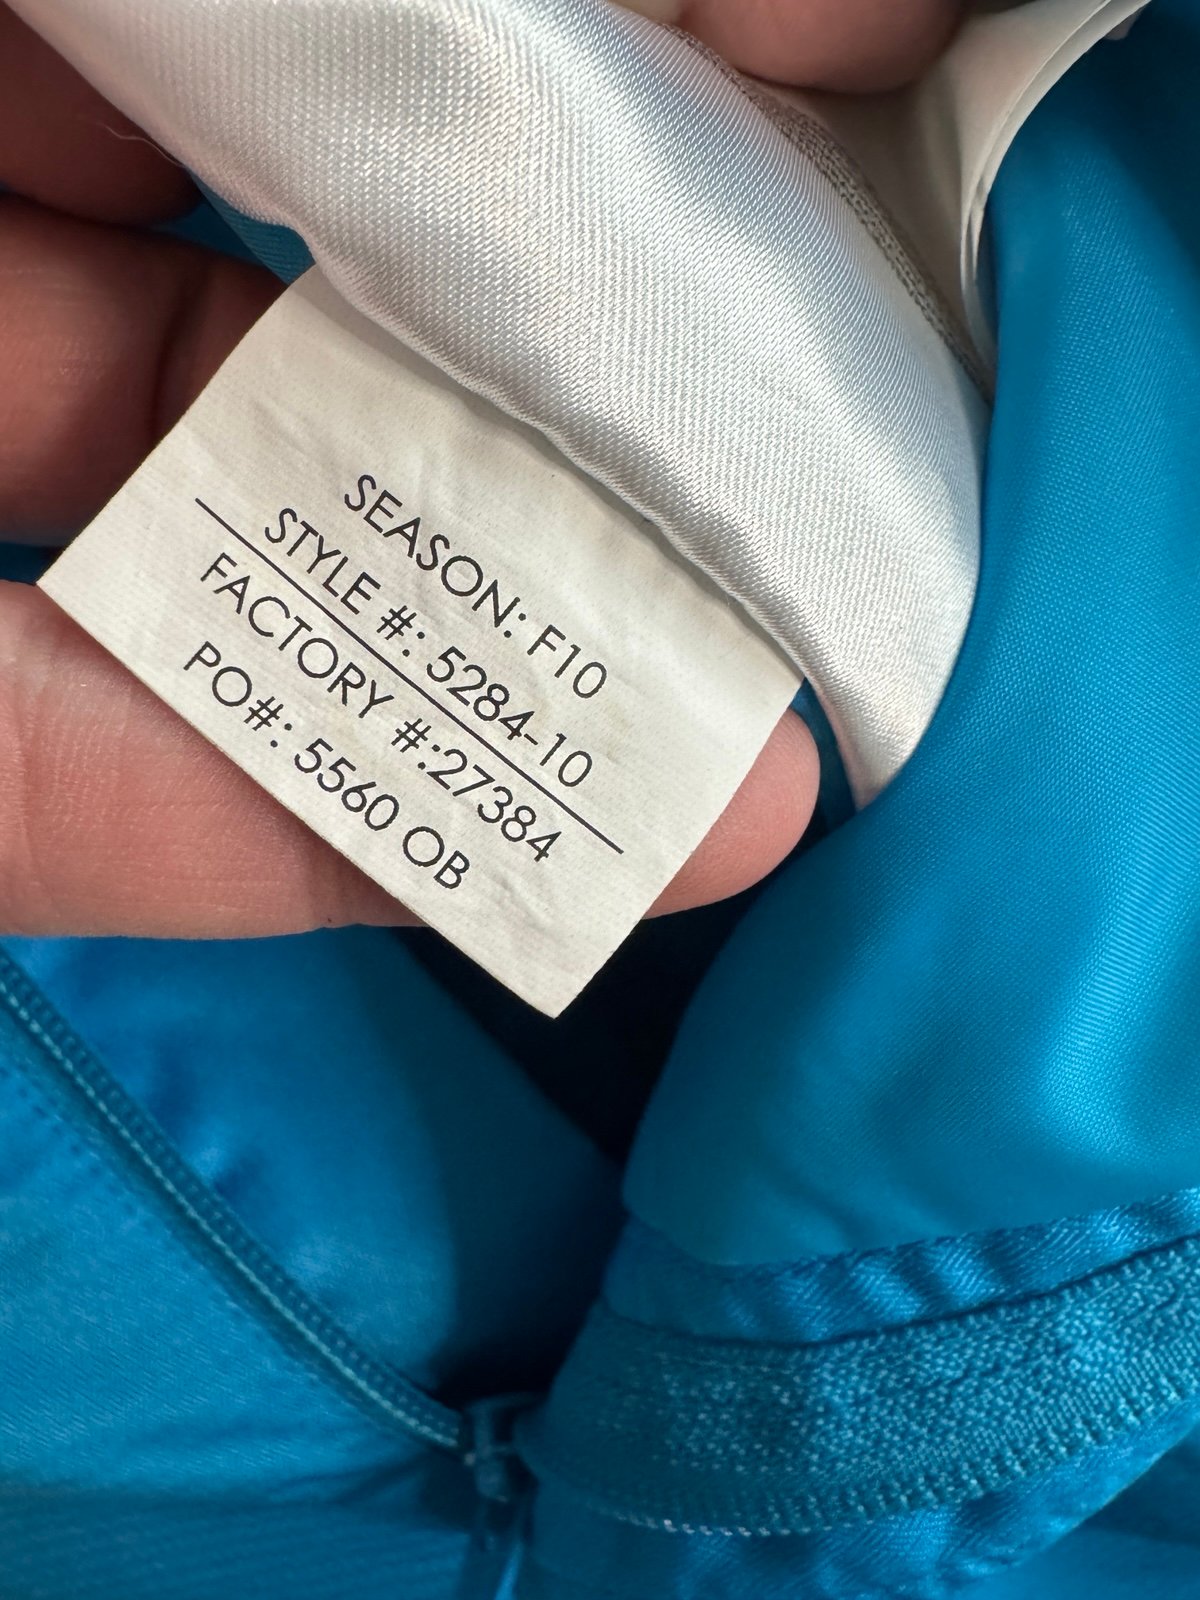 SEASON: F10
STYLE #: 5284-10
FACTORY #:27384
PO#: 5560 OB